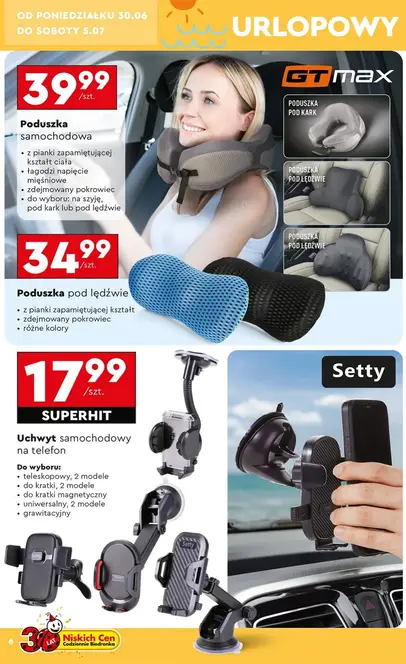 OD PONIEDZIAŁKU 30.06
DO SOBOTY 5.07
URLOPOWY
39,99
/szt.
Poduszka
samochodowa
• z pianki zapamiętującej
kształt ciała
• łagodzi napięcie
mięśniowe
• zdejmowany pokrowiec
• do wyboru: na szyję,
pod kark lub pod lędźwie
GTmax
PODUSZKA
POD KARK
PODUSZKA
POD LĘDŹWIE
PODUSZKA
POD LĘDŹWIE
34,99
/szt.
Poduszka pod lędźwie
• z pianki zapamiętującej kształt
• zdejmowany pokrowiec
• różne kolory
17,99
/szt.
SUPERHIT
Uchwyt samochodowy
na telefon
Do wyboru:
• teleskopowy, 2 modele
• do kratki, 2 modele
• do kratki magnetyczny
• uniwersalny, 2 modele
• grawitacyjny
Setty
Setty
6
30
LAT
Niskich Cen
Codziennie Biedronka